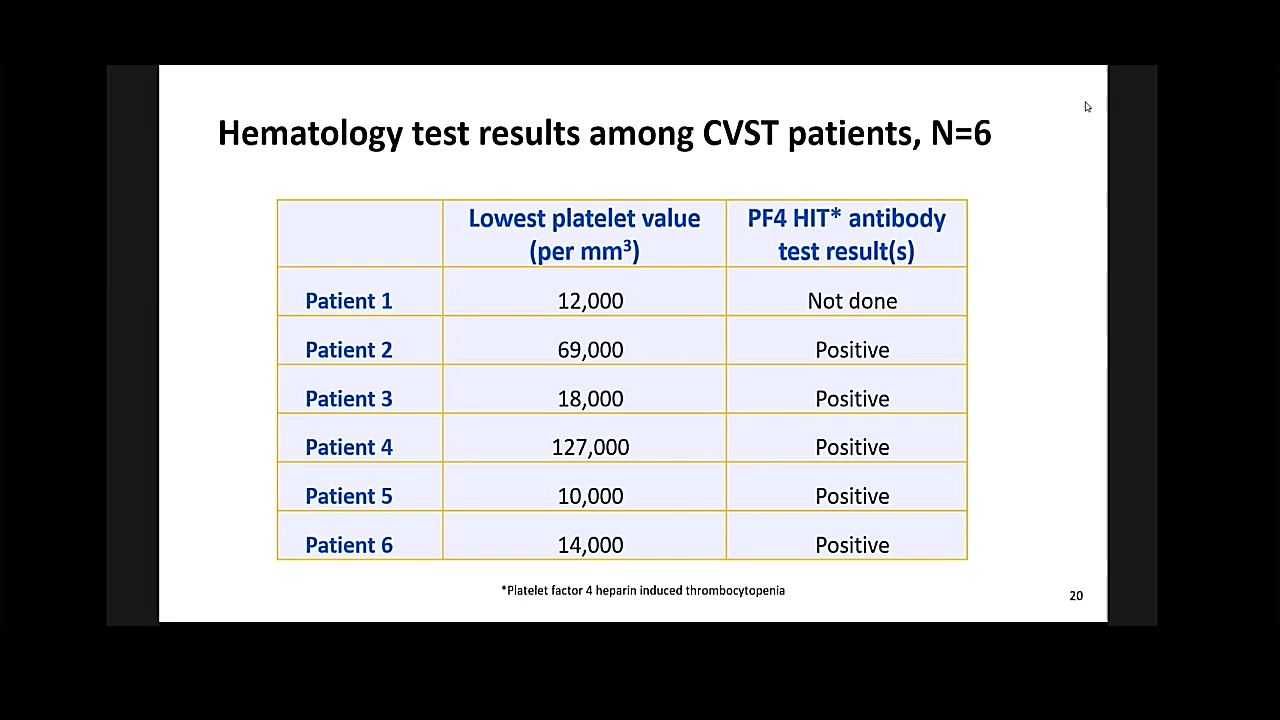 Hematology test results among CVST patients, N=6
Lowest platelet value (per mm³) PF4 HIT* antibody test result(s)
Patient 1 12,000 Not done
Patient 2 69,000 Positive
Patient 3 18,000 Positive
Patient 4 127,000 Positive
Patient 5 10,000 Positive
Patient 6 14,000 Positive
*Platelet factor 4 heparin induced thrombocytopenia
20